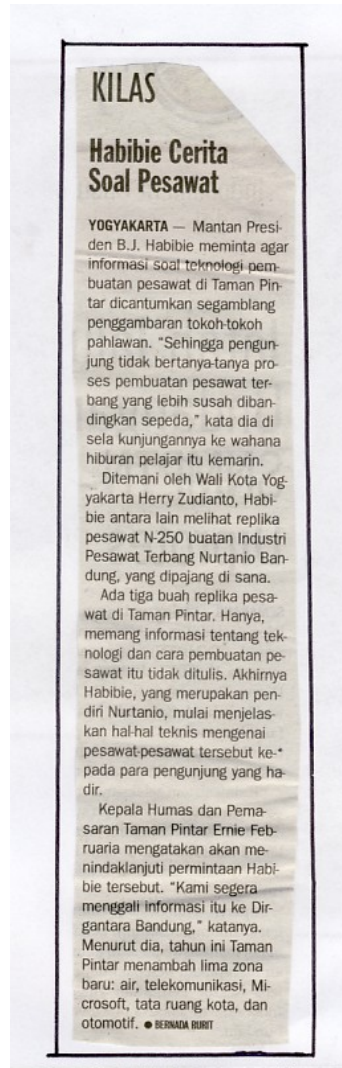 KILAS
Habibie Cerita
Soal Pesawat
YOGYAKARTA — Mantan Presi-
den B.J. Habibie meminta agar
informasi soal teknologi pem-
buatan pesawat di Taman Pin-
tar dicantumkan segamblang
penggambaran tokoh-tokoh
pahlawan. "Sehingga pengun-
jung tidak bertanya-tanya pro-
ses pembuatan pesawat ter-
bang yang lebih susah diban-
dingkan sepeda," kata dia di
sela kunjungannya ke wahana
hiburan pelajar itu kemarin.
Ditemani oleh Wali Kota Yog-
yakarta Herry Zudianto, Habi-
bie antara lain melihat replika
pesawat N-250 buatan Industri
Pesawat Terbang Nurtanio Ban-
dung, yang dipajang di sana.
Ada tiga buah replika pesa-
wat di Taman Pintar. Hanya,
memang informasi tentang tek-
nologi dan cara pembuatan pe-
sawat itu tidak ditulis. Akhirnya
Habibie, yang merupakan pen-
diri Nurtanio, mulai menjelas-
kan hal-hal teknis mengenai
pesawat-pesawat tersebut ke-
pada para pengunjung yang ha-
dir.
Kepala Humas dan Pema-
saran Taman Pintar Ernie Feb-
ruaria mengatakan akan me-
nindaklanjuti permintaan Habi-
bie tersebut. "Kami segera
menggali informasi itu ke Dir-
gantara Bandung," katanya.
Menurut dia, tahun ini Taman
Pintar menambah lima zona
baru: air, telekomunikasi, Mi-
crosoft, tata ruang kota, dan
otomotif. ● BERNADA RURIT